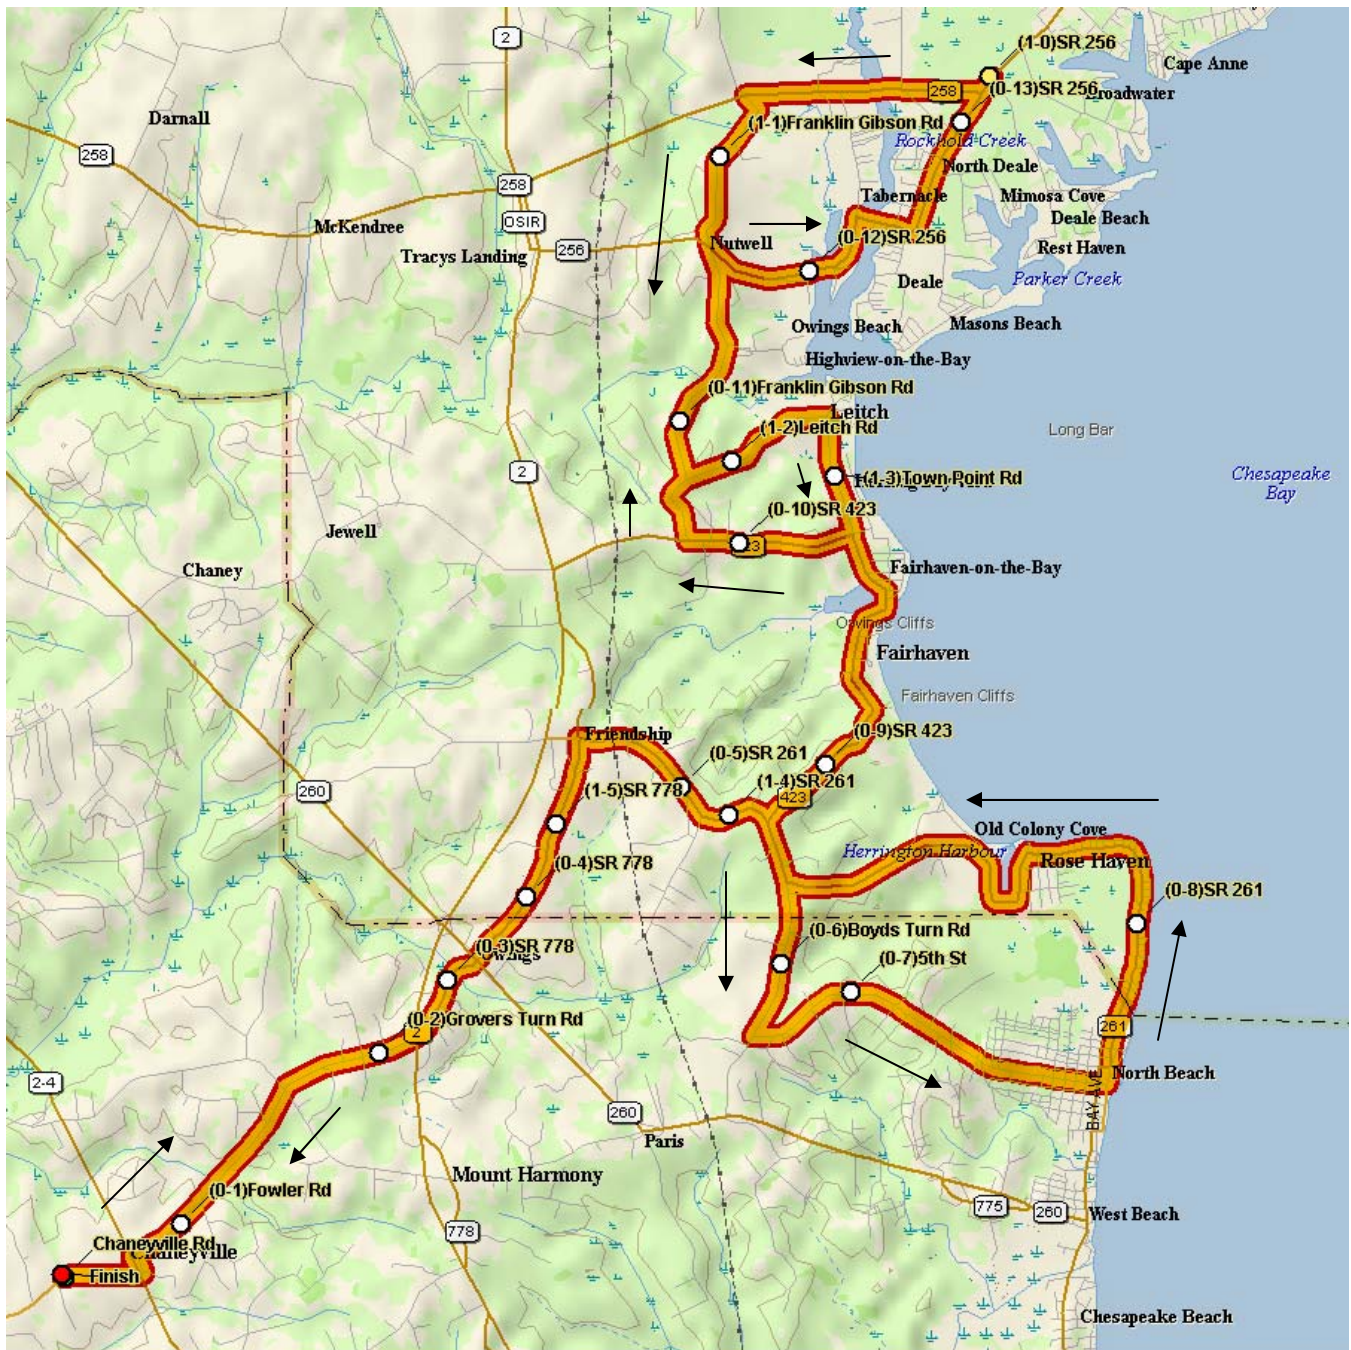 2
(1-0)SR 256
Cape Anne
258
(0-13)SR 256
Broadwater
Darnall
(1-1)Franklin Gibson Rd
Rockhold Creek
258
North Deale
258
Tabernacle
Mimosa Cove
OSIR
Deale Beach
McKendree
256
Nutwell
(0-12)SR 256
Rest Haven
Tracys Landing
Deale
Parker Creek
Owings Beach
Masons Beach
Highview-on-the-Bay
(0-11)Franklin Gibson Rd
Leitch
(1-2)Leitch Rd
Long Bar
2
(1-3)Town Point Rd
Chesapeake
Bay
(0-10)SR 423
Jewell
Chaney
Fairhaven-on-the-Bay
Owings Cliffs
Fairhaven
Fairhaven Cliffs
Friendship
(0-9)SR 423
(0-5)SR 261
(1-4)SR 261
260
(1-5)SR 778
423
Old Colony Cove
Herrington Harbour
Rose Haven
(0-4)SR 778
(0-8)SR 261
(0-6)Boyds Turn Rd
(0-3)SR 778
Owings
(0-7)5th St
(0-2)Grovers Turn Rd
2
261
2-4
North Beach
BAY AVE
260
Paris
Mount Harmony
(0-1)Fowler Rd
775
260
West Beach
778
Chaneyville Rd
Chaneyville
Finish
Chesapeake Beach